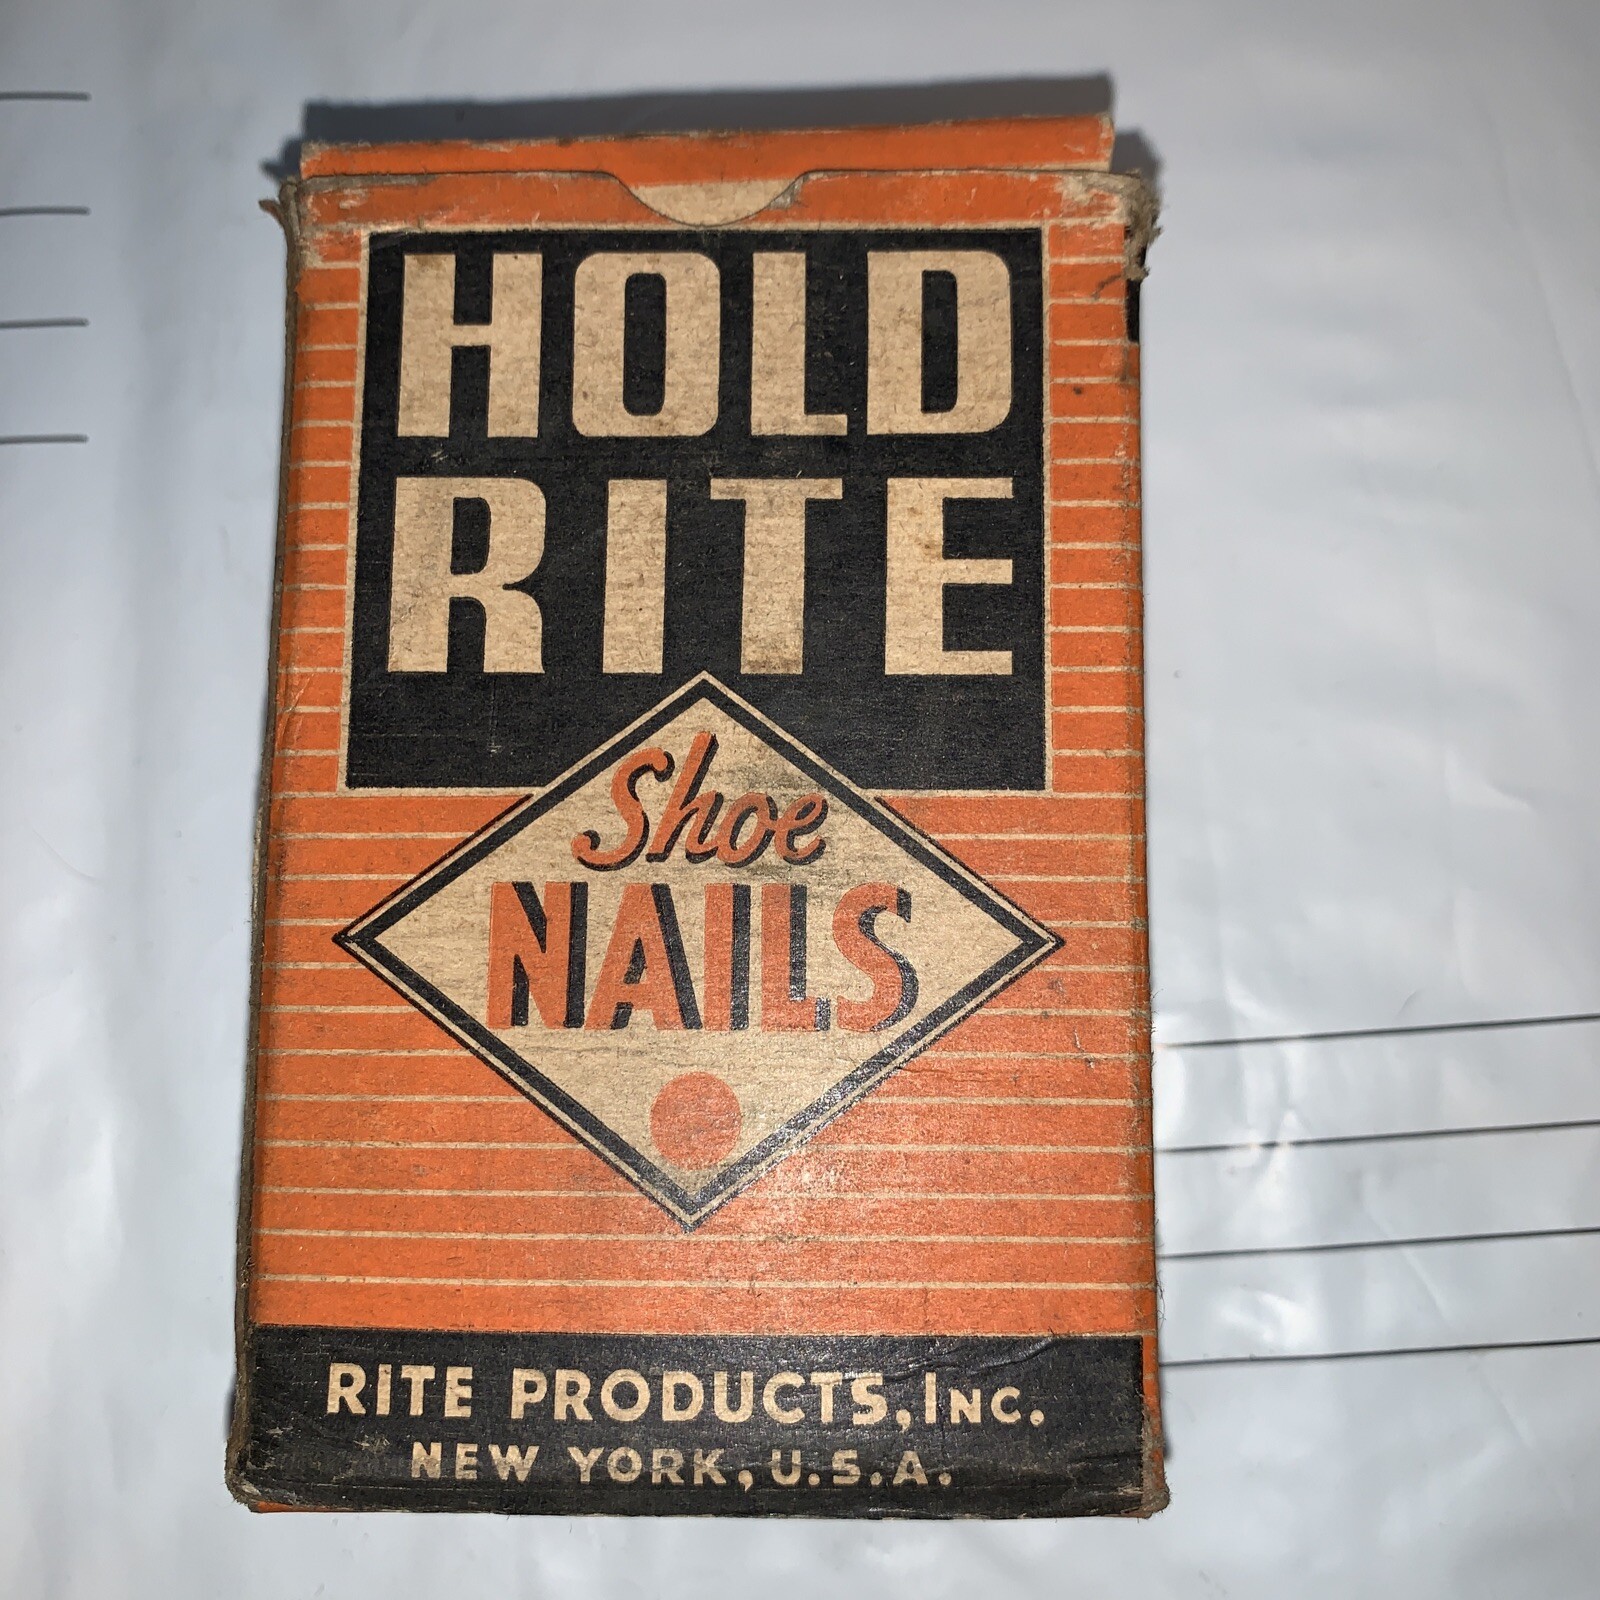 HOLD
RITE
Shoe
NAILS
RITE PRODUCTS, INC.
NEW YORK, U.S.A.